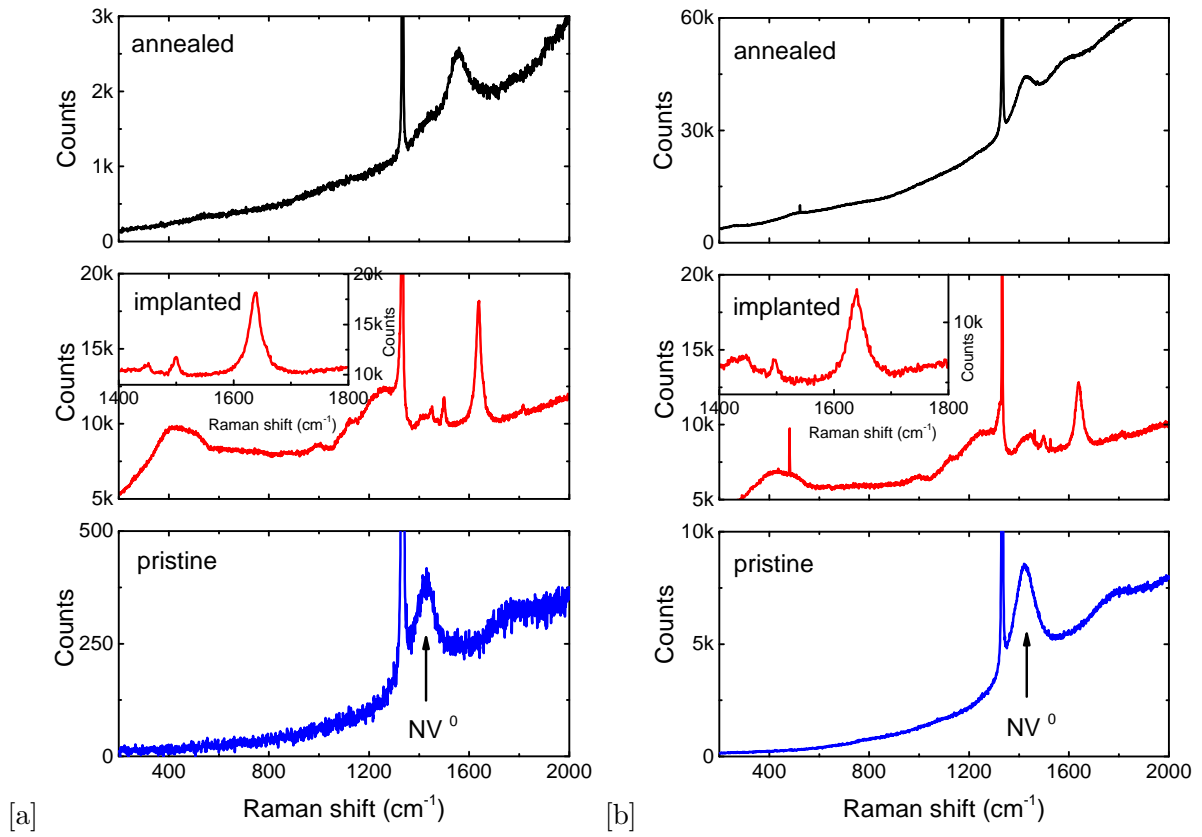 3k
2k
1k
0
Counts
annealed
20k
15k
10k
5k
Counts
implanted
20k
15k
10k
Counts
1400
1600
1800
Raman shift (cm⁻¹)
500
250
0
Counts
pristine
NV ⁰
400
800
1200
1600
2000
Raman shift (cm⁻¹)
[a]
60k
30k
0
Counts
annealed
20k
15k
10k
5k
Counts
implanted
10k
Counts
1400
1600
1800
Raman shift (cm⁻¹)
10k
5k
0
Counts
pristine
NV ⁰
400
800
1200
1600
2000
Raman shift (cm⁻¹)
[b]